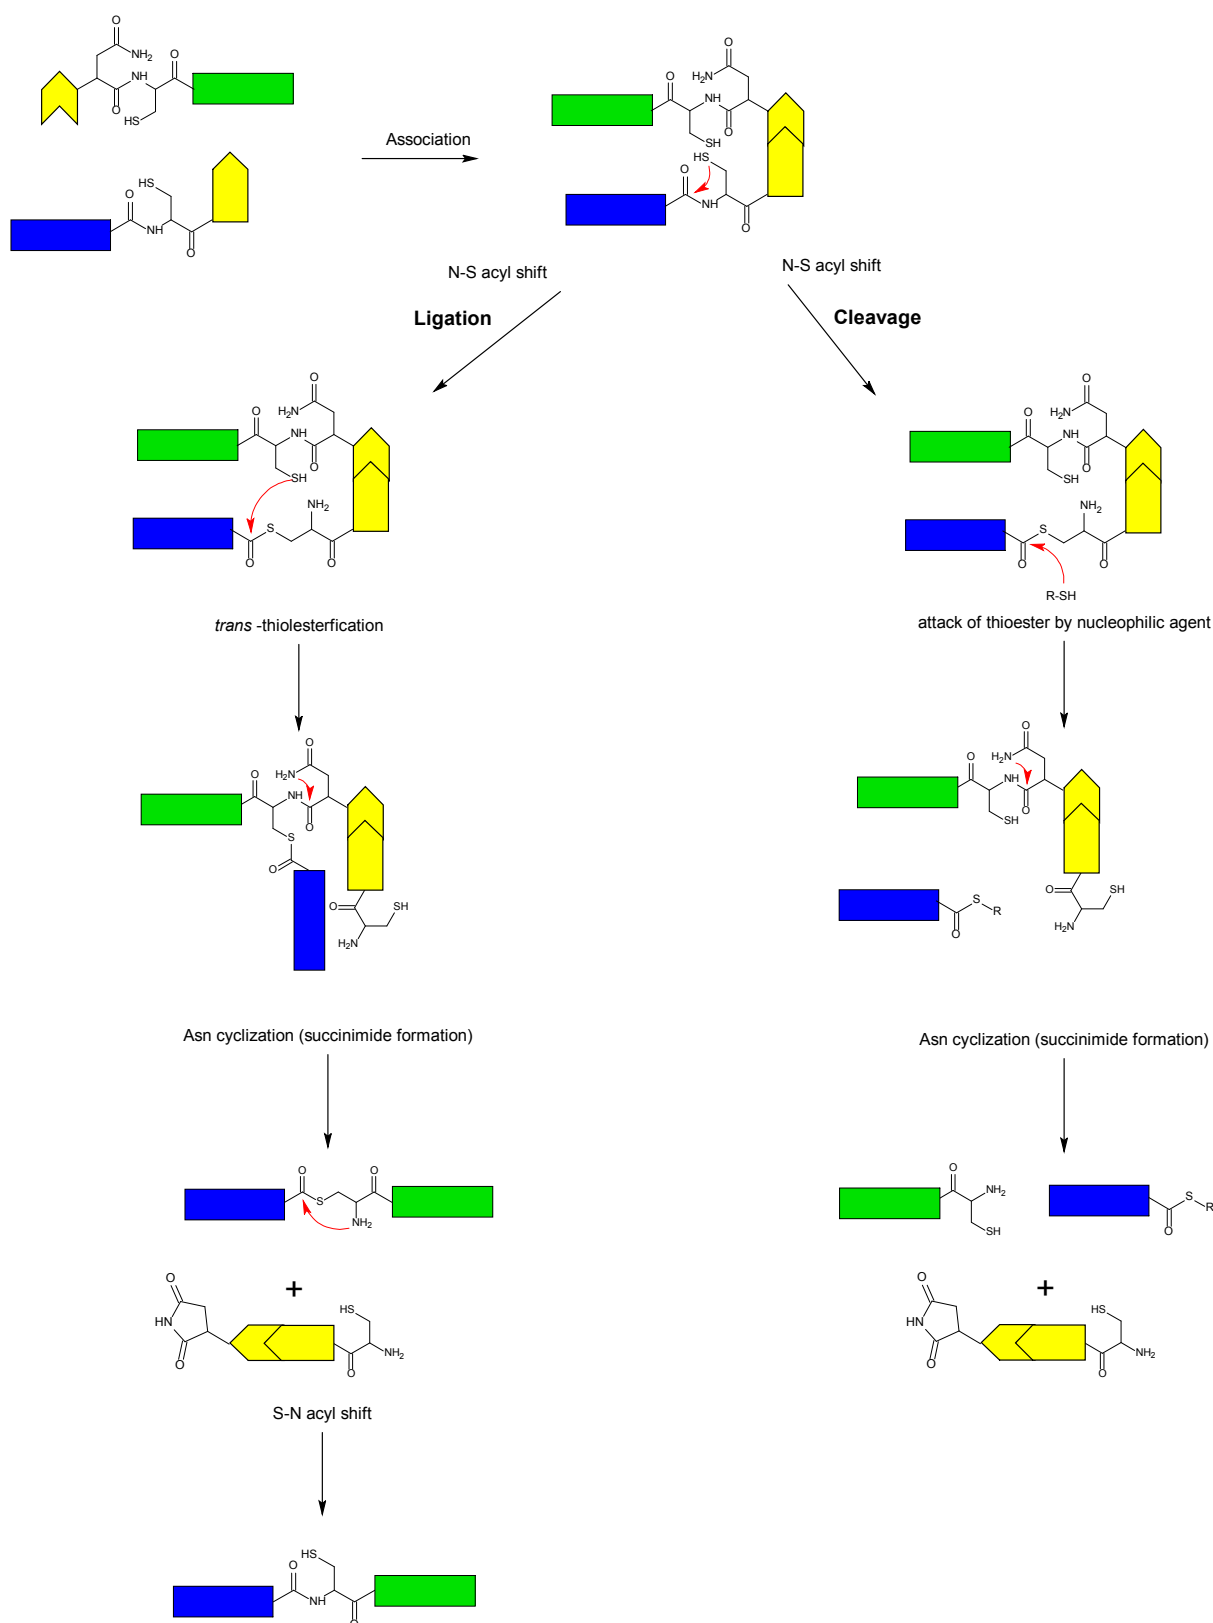 O
NH2
O
NH
O
HS
Association
HS
O
NH
O
O
H2N
O
NH
O
SH
HS
O
NH
O
N-S acyl shift
N-S acyl shift
Ligation
Cleavage
O
H2N
O
NH
O
SH
NH2
S
O
O
O
H2N
O
NH
O
SH
NH2
S
O
O
R-SH
trans -thiolesterfication
attack of thioester by nucleophilic agent
O
H2N
O
NH
O
S
O
O
SH
H2N
O
H2N
O
NH
O
SH
O
SH
H2N
S
R
O
Asn cyclization (succinimide formation)
Asn cyclization (succinimide formation)
O
S
O
NH2
O
NH2
SH
S
R
O
+
+
O
HN
O
HS
NH2
O
O
HN
O
HS
NH2
O
S-N acyl shift
HS
O
NH
O